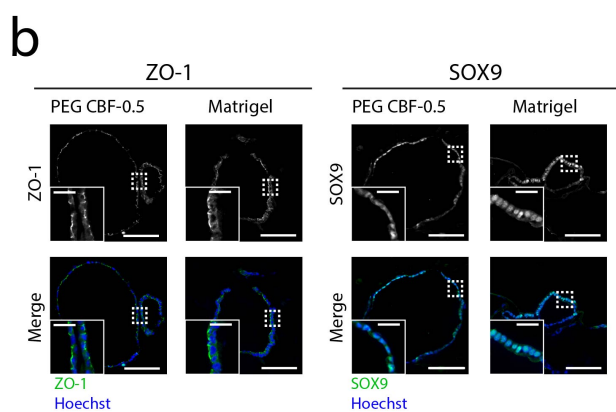 b
ZO-1
SOX9
PEG CBF-0.5
Matrigel
PEG CBF-0.5
Matrigel
ZO-1
SOX9
Merge
Merge
ZO-1
Hoechst
SOX9
Hoechst